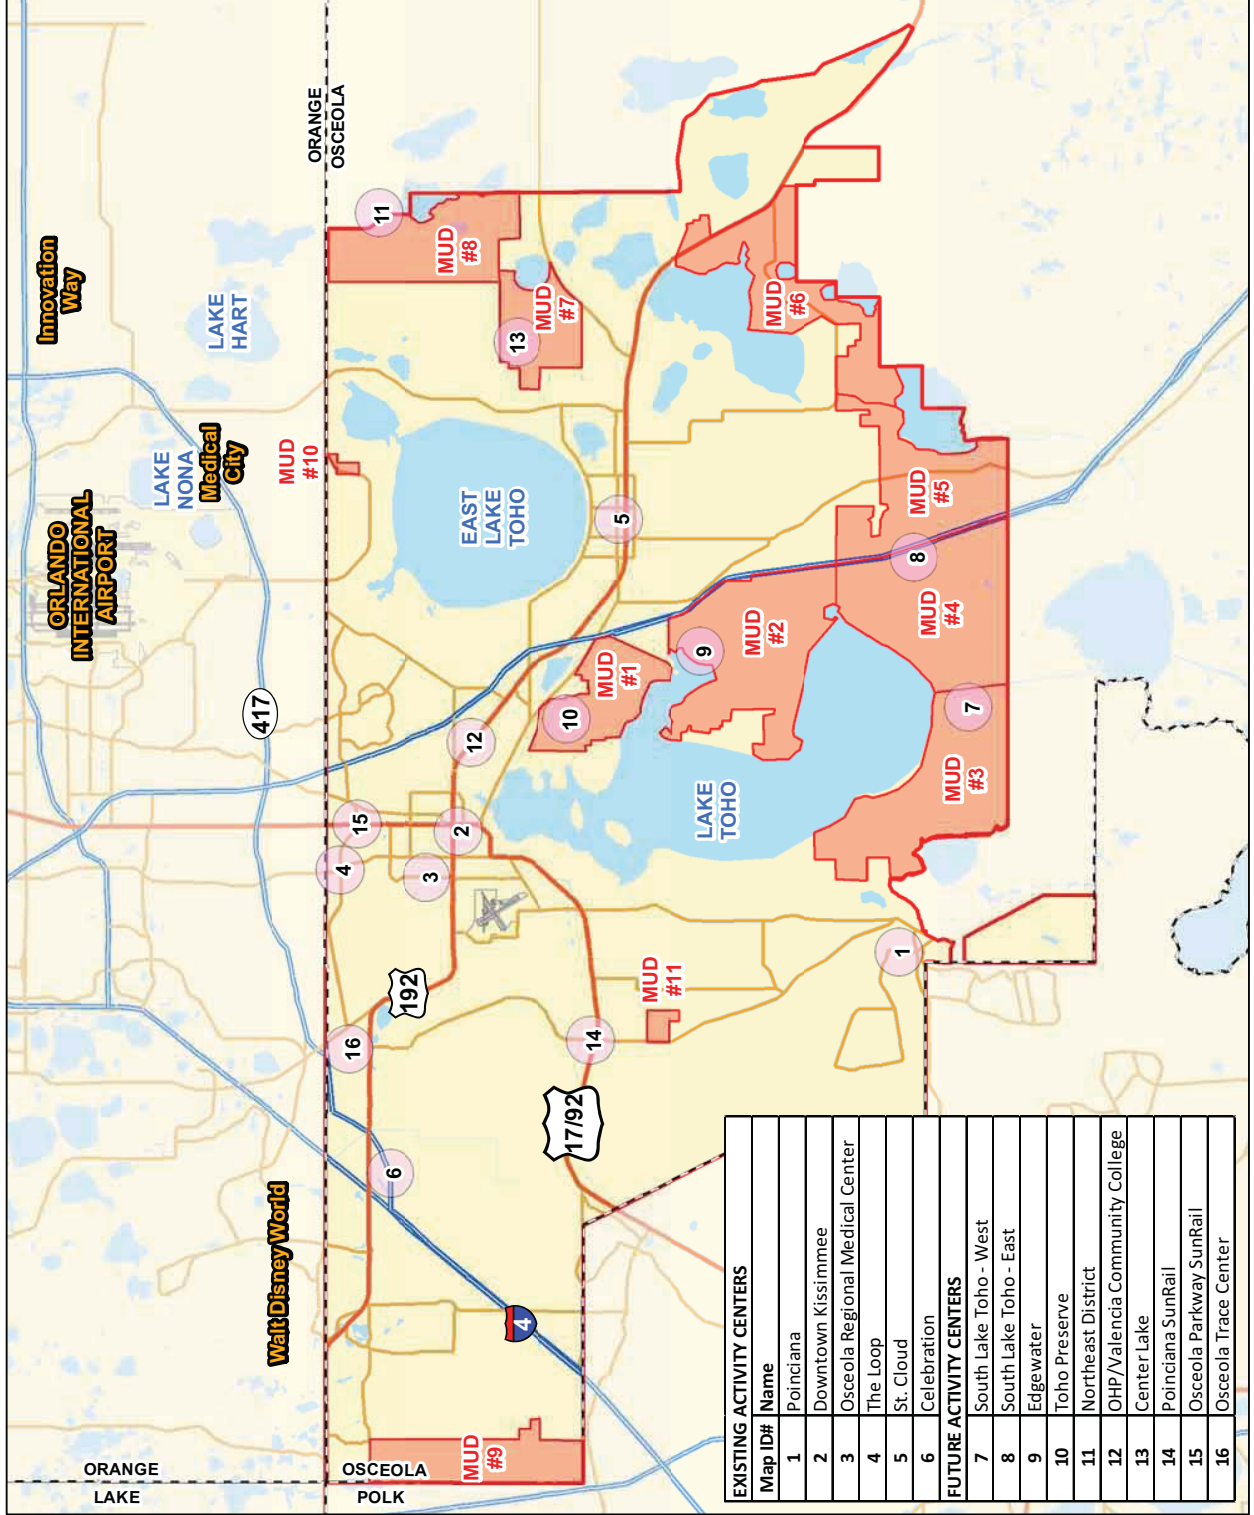 Innovation
Way
ORLANDO
INTERNATIONAL
AIRPORT
LAKE
HART
LAKE
NONA
Medical
City
417
Walt Disney World
ORANGE
LAKE
ORANGE
OSCEOLA
OSCEOLA
POLK
MUD
#10
11
MUD
#8
13
MUD
#7
EAST
LAKE
TOHO
5
4
15
16
3
2
12
192
6
10
MUD
#1
9
MUD
#2
MUD
#6
LAKE
TOHO
MUD
#5
8
MUD
#4
7
MUD
#3
1
MUD
#11
14
17/92
4
MUD
#9
EXISTING ACTIVITY CENTERS
Map ID# Name
1 Poinciana
2 Downtown Kissimmee
3 Osceola Regional Medical Center
4 The Loop
5 St. Cloud
6 Celebration
FUTURE ACTIVITY CENTERS
7 South Lake Toho - West
8 South Lake Toho - East
9 Edgewater
10 Toho Preserve
11 Northeast District
12 OHP/Valencia Community College
13 Center Lake
14 Poinciana SunRail
15 Osceola Parkway SunRail
16 Osceola Trace Center